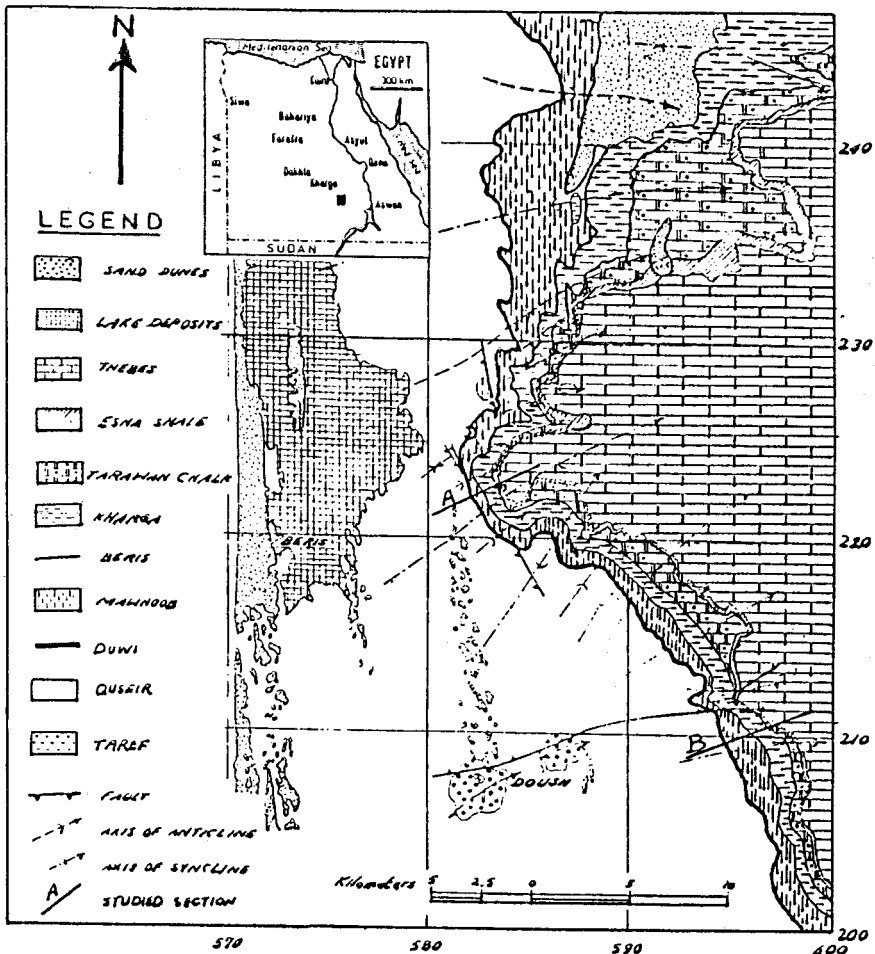 N
Mediterranian Sea
EGYPT
300 km
Cairo
Siwa
Bahariya
Farafra
Asyut
Qena
Red Sea
Dakhla
Kharga
Aswan
LIBYA
SUDAN
LEGEND
SAND DUNES
LAKE DEPOSITS
THEBES
ESNA SHALE
TARAWAN CHALK
KHARGA
BERIS
MAWHOOB
DUWI
QUSEIR
TAREF
FAULT
AXIS OF ANTICLINE
AXIS OF SYNCLINE
A
STUDIED SECTION
BERIS
A
B
DOUSH
Kilometers 5 2.5 0 5 10
240
230
220
210
200
570 580 590 600